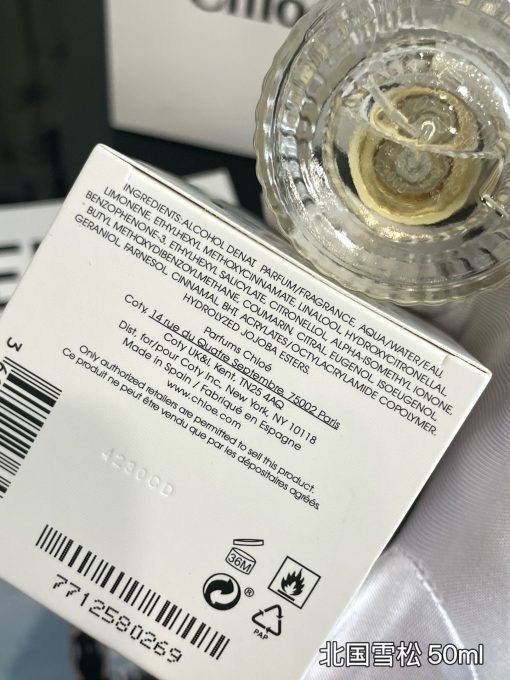 Chloé
INGREDIENTS: ALCOHOL DENAT. PARFUM/FRAGRANCE, AQUA/WATER/EAU,
LIMONENE, ETHYLHEXYL METHOXYCINNAMATE, LINALOOL, HYDROXYCITRONELLAL,
BENZOPHENONE-3, ETHYLHEXYL SALICYLATE, CITRONELLOL, ALPHA-ISOMETHYL IONONE,
BUTYL METHOXYDIBENZOYLMETHANE, COUMARIN, CITRAL, EUGENOL, ISOEUGENOL,
GERANIOL, FARNESOL, CINNAMAL, BHT, ACRYLATES/OCTYLACRYLAMIDE COPOLYMER,
HYDROLYZED JOJOBA ESTERS
Parfums Chloé
Coty, 14 rue du Quatre Septembre, 75002 Paris
Coty UK&I, Kent, TN25 4AQ
Dist. for/pour Coty Inc. New York, NY 10118
Made in Spain / Fabriqué en Espagne
www.chloe.com
Only authorized retailers are permitted to sell this product.
Ce produit ne peut être vendu que par les dépositaires agréés.
3
36M
®
PAP
7712580269
北国雪松 50ml